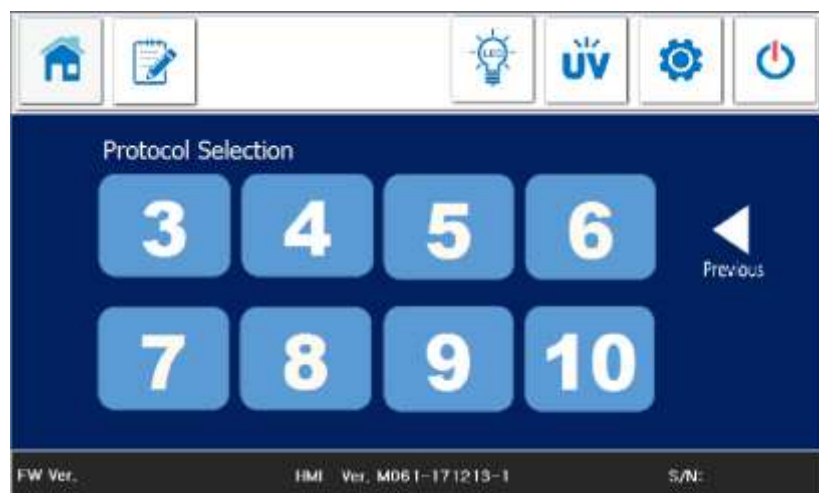 LED
UV
Protocol Selection
3 4 5 6
Previous
7 8 9 10
FW Ver. HMI Ver. M061-171213-1 S/N: